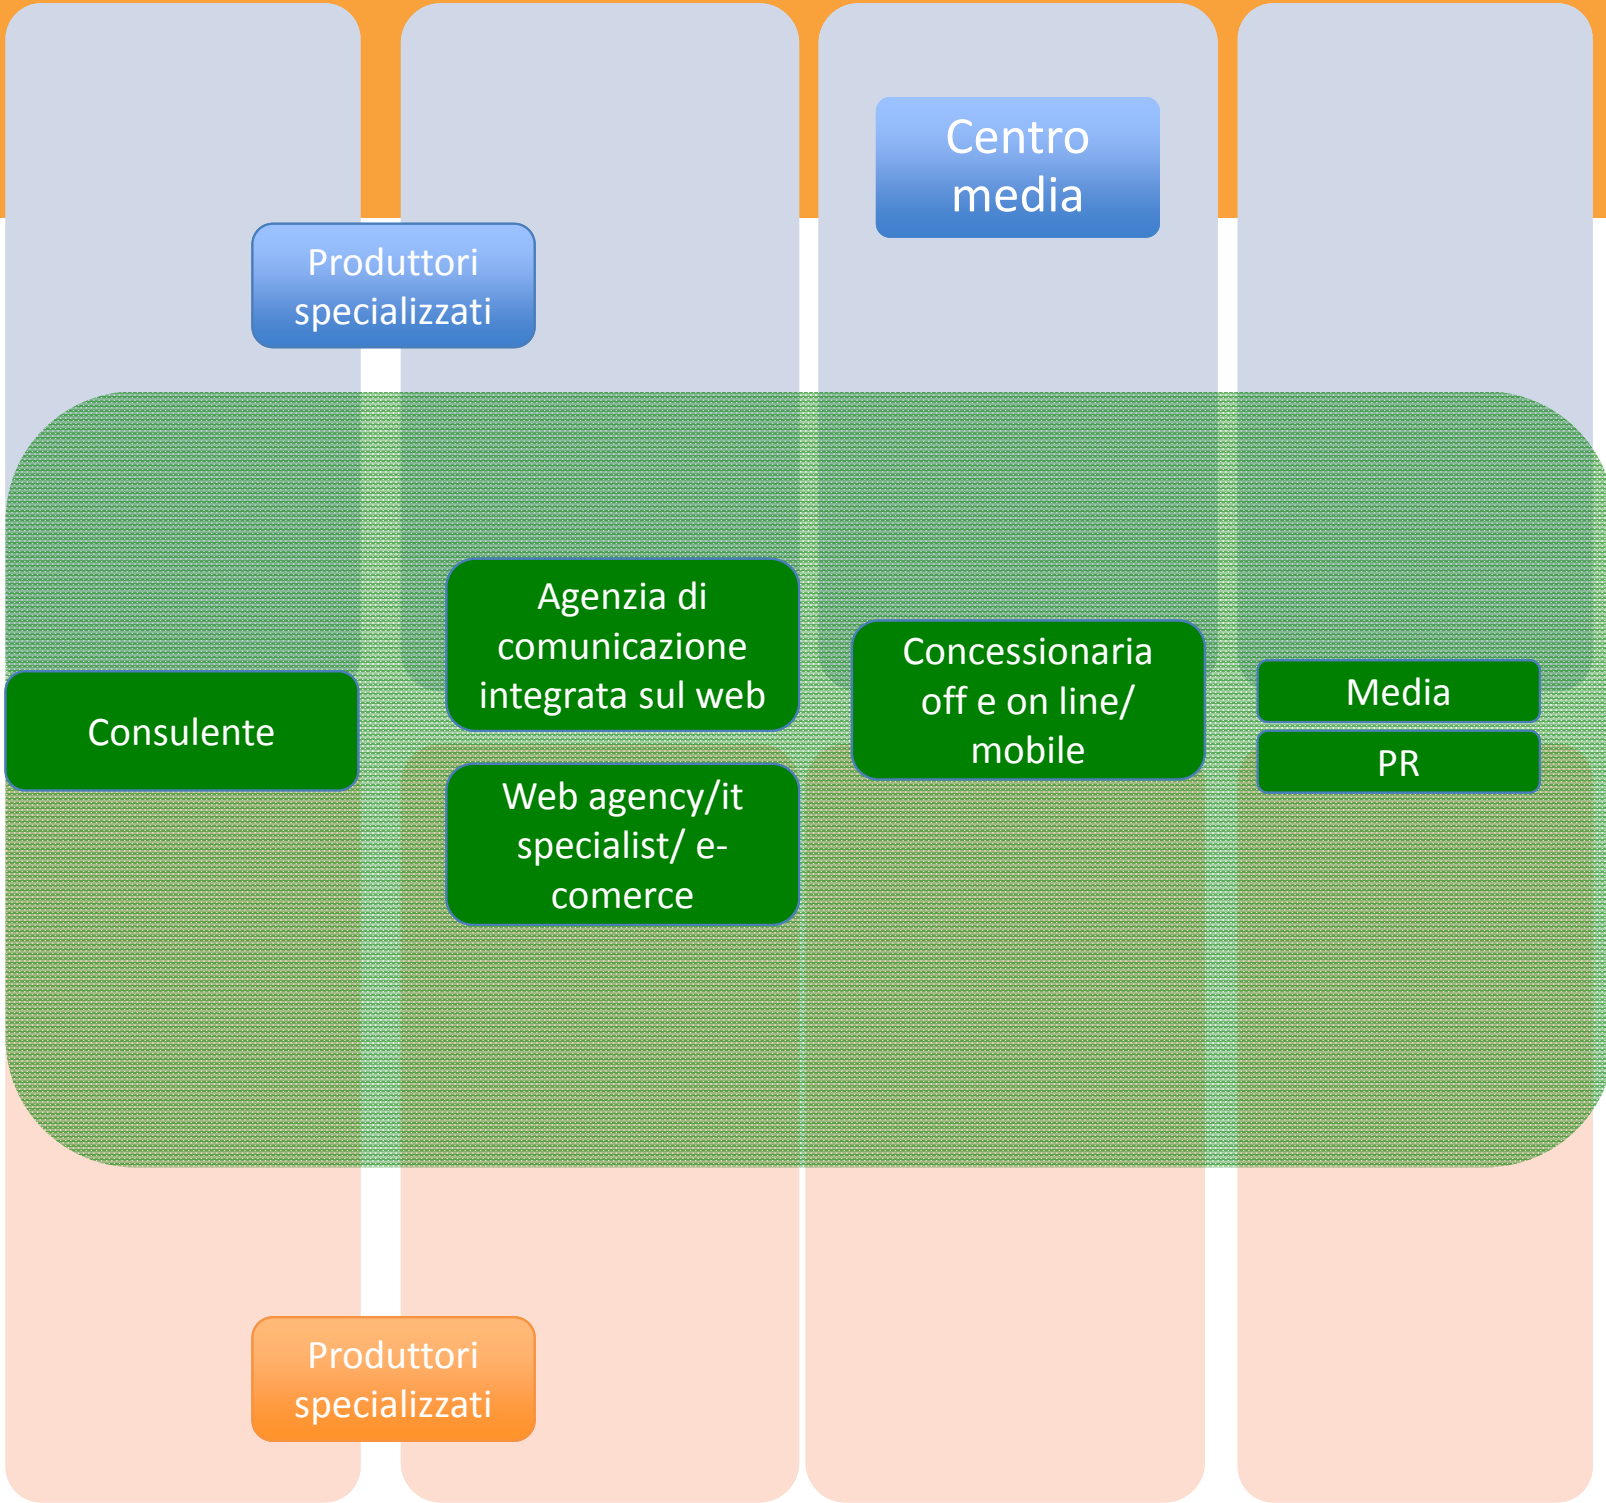 Centro
media
Produttori
specializzati
Agenzia di
comunicazione
integrata sul web
Consulente
Concessionaria
off e on line/
mobile
Media
PR
Web agency/it
specialist/ e-
comerce
Produttori
specializzati